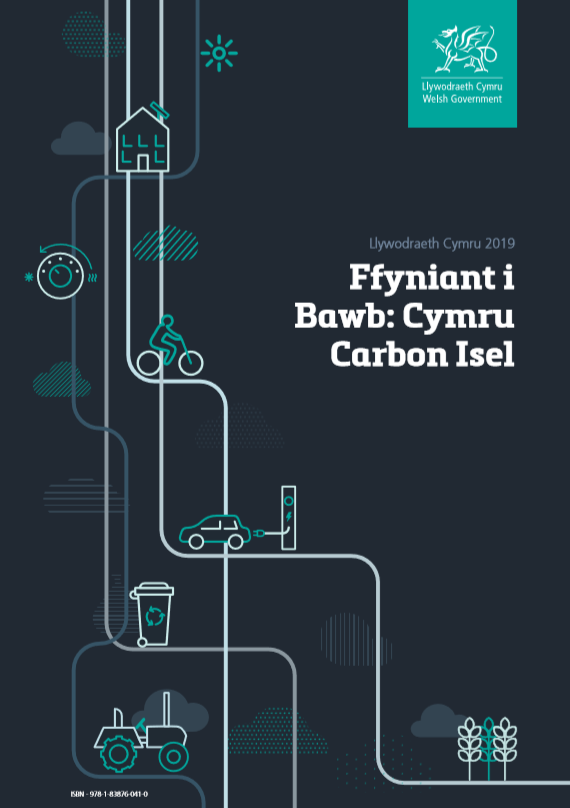 Llywodraeth Cymru
Welsh Government
Llywodraeth Cymru 2019
Ffyniant i
Bawb: Cymru
Carbon Isel
ISBN - 978-1-83876-041-0